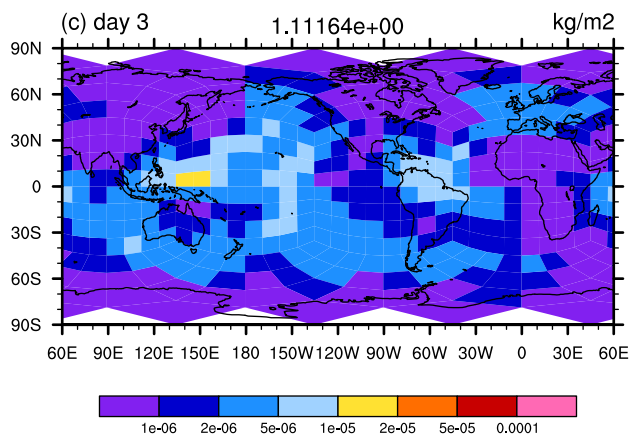 (c) day 3 1.11164e+00 kg/m2
90N
60N
30N
0
30S
60S
90S
60E 90E 120E 150E 180 150W 120W 90W 60W 30W 0 30E 60E
1e-06 2e-06 5e-06 1e-05 2e-05 5e-05 0.0001